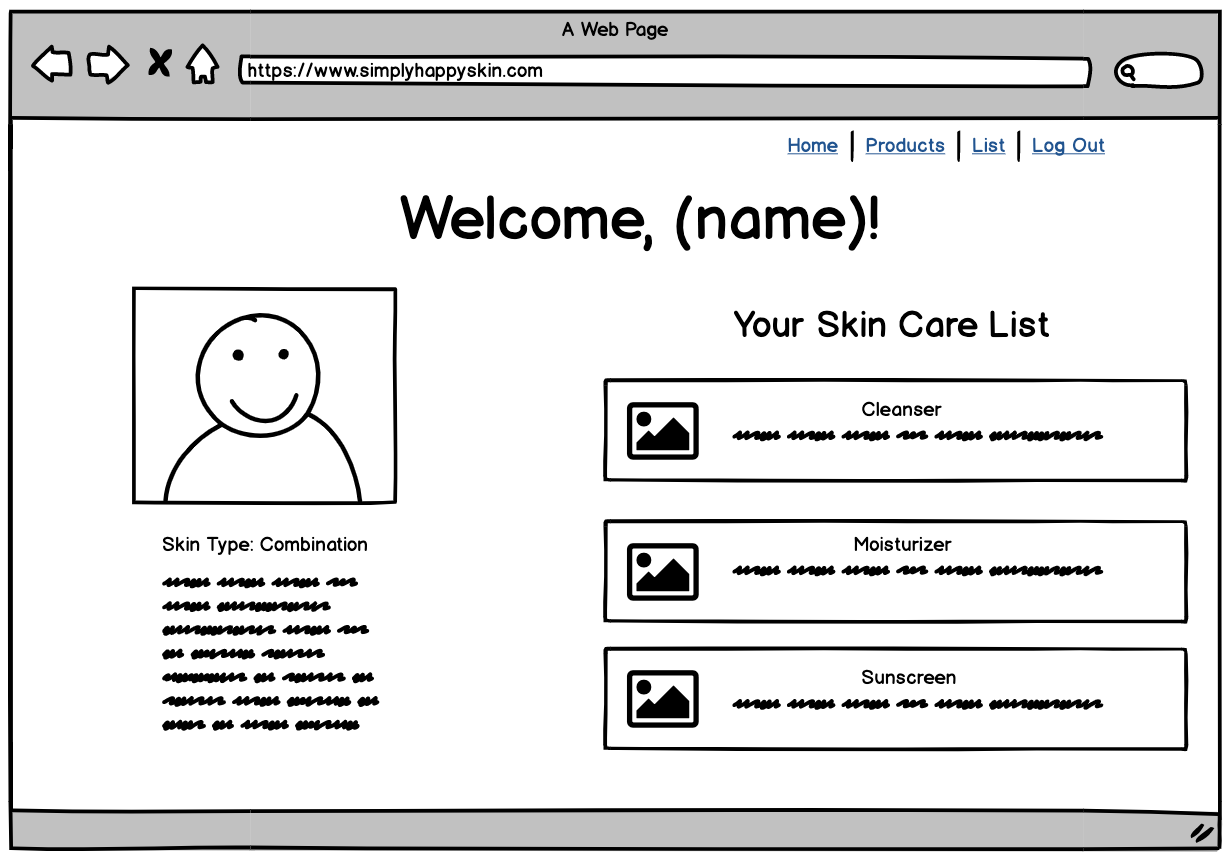 A Web Page
https://www.simplyhappyskin.com
Home Products List Log Out
Welcome, (name)!
Your Skin Care List
Cleanser
Moisturizer
Sunscreen
Skin Type: Combination